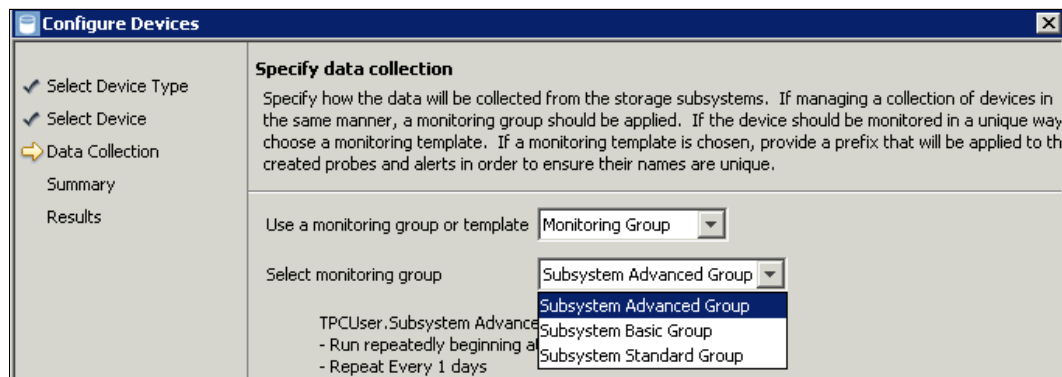 Configure Devices
Select Device Type
Select Device
Data Collection
Summary
Results
Specify data collection
Specify how the data will be collected from the storage subsystems. If managing a collection of devices in
the same manner, a monitoring group should be applied. If the device should be monitored in a unique way
choose a monitoring template. If a monitoring template is chosen, provide a prefix that will be applied to th
created probes and alerts in order to ensure their names are unique.
Use a monitoring group or template Monitoring Group
Select monitoring group Subsystem Advanced Group
Subsystem Advanced Group
Subsystem Basic Group
Subsystem Standard Group
TPCUser.Subsystem Advance
- Run repeatedly beginning a
- Repeat Every 1 days